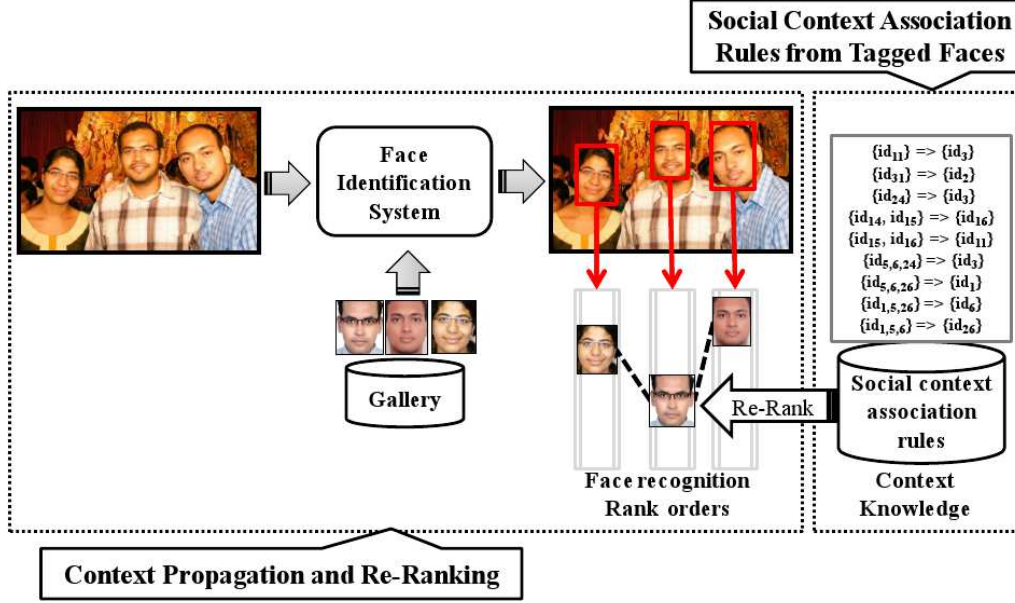 Social Context Association
Rules from Tagged Faces
Face
Identification
System
Gallery
{id₁₁} => {id₃}
{id₃₁} => {id₂}
{id₂₄} => {id₃}
{id₁₄, id₁₅} => {id₁₆}
{id₁₅, id₁₆} => {id₁₁}
{id₅,₆,₂₄} => {id₃}
{id₅,₆,₂₆} => {id₁}
{id₁,₅,₂₆} => {id₆}
{id₁,₅,₆} => {id₂₆}
Re-Rank
Social context
association
rules
Face recognition
Rank orders
Context
Knowledge
Context Propagation and Re-Ranking